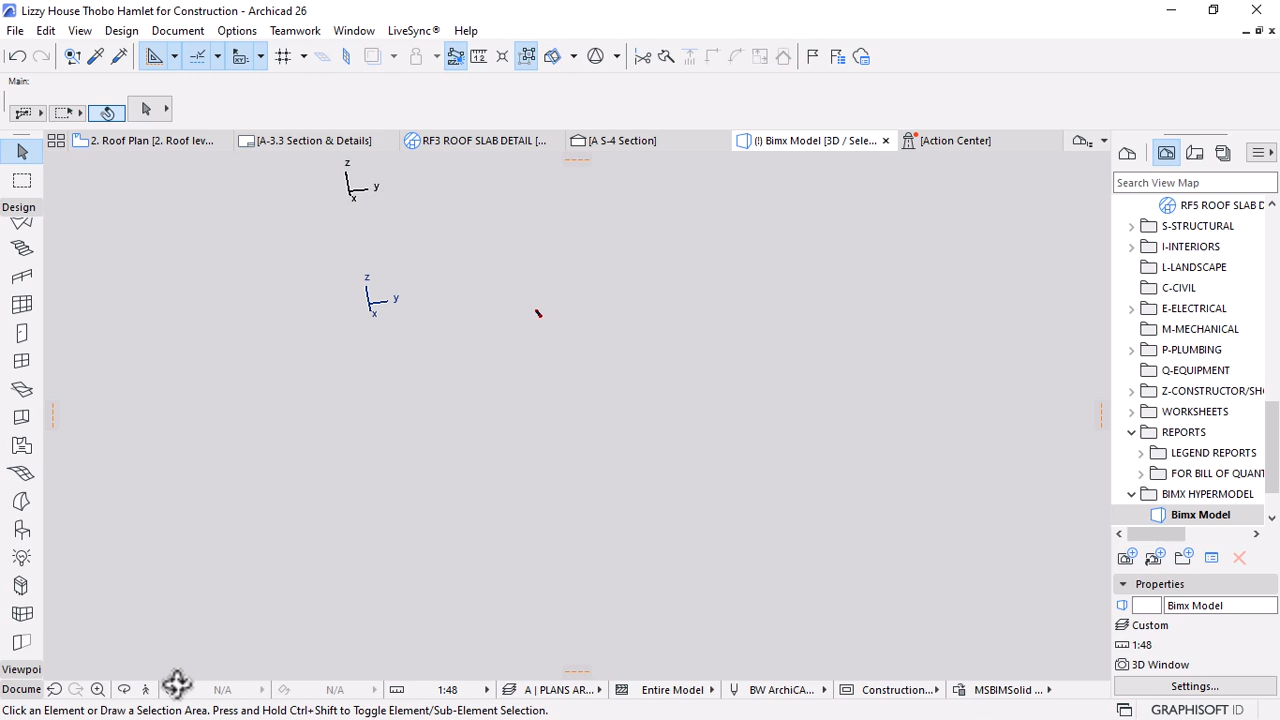 Lizzy House Thobo Hamlet for Construction - Archicad 26
File Edit View Design Document Options Teamwork Window LiveSync® Help
Main:
2. Roof Plan [2. Roof lev... [A-3.3 Section & Details] RF3 ROOF SLAB DETAIL [... [A S-4 Section] (!) Bimx Model [3D / Sele... [Action Center]
z
y
x
z
y
x
Design
Viewpoi
Docume
Search View Map
RF5 ROOF SLAB D
S-STRUCTURAL
I-INTERIORS
L-LANDSCAPE
C-CIVIL
E-ELECTRICAL
M-MECHANICAL
P-PLUMBING
Q-EQUIPMENT
Z-CONSTRUCTOR/SH
WORKSHEETS
REPORTS
LEGEND REPORTS
FOR BILL OF QUANT
BIMX HYPERMODEL
Bimx Model
Properties
Bimx Model
Custom
1:48
3D Window
Settings...
N/A N/A 1:48 A | PLANS AR... Entire Model BW ArchiCA... Construction... MSBIMSolid ...
Click an Element or Draw a Selection Area. Press and Hold Ctrl+Shift to Toggle Element/Sub-Element Selection.
GRAPHISOFT ID